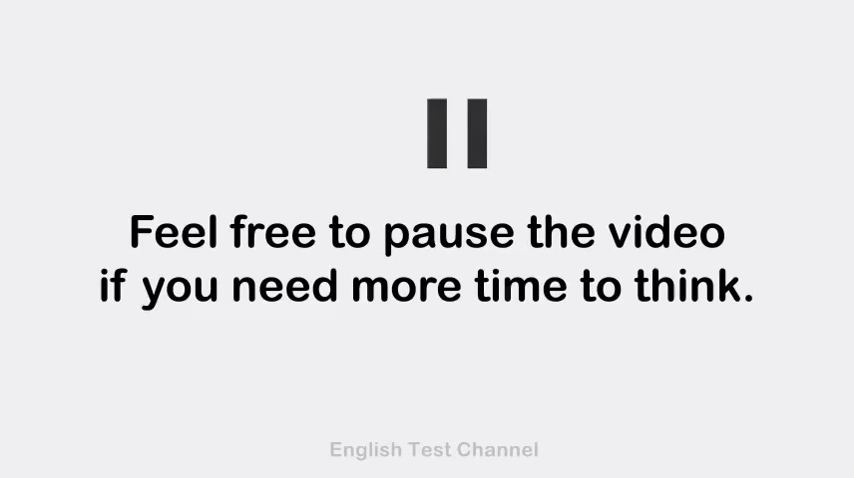 Feel free to pause the video
if you need more time to think.
English Test Channel